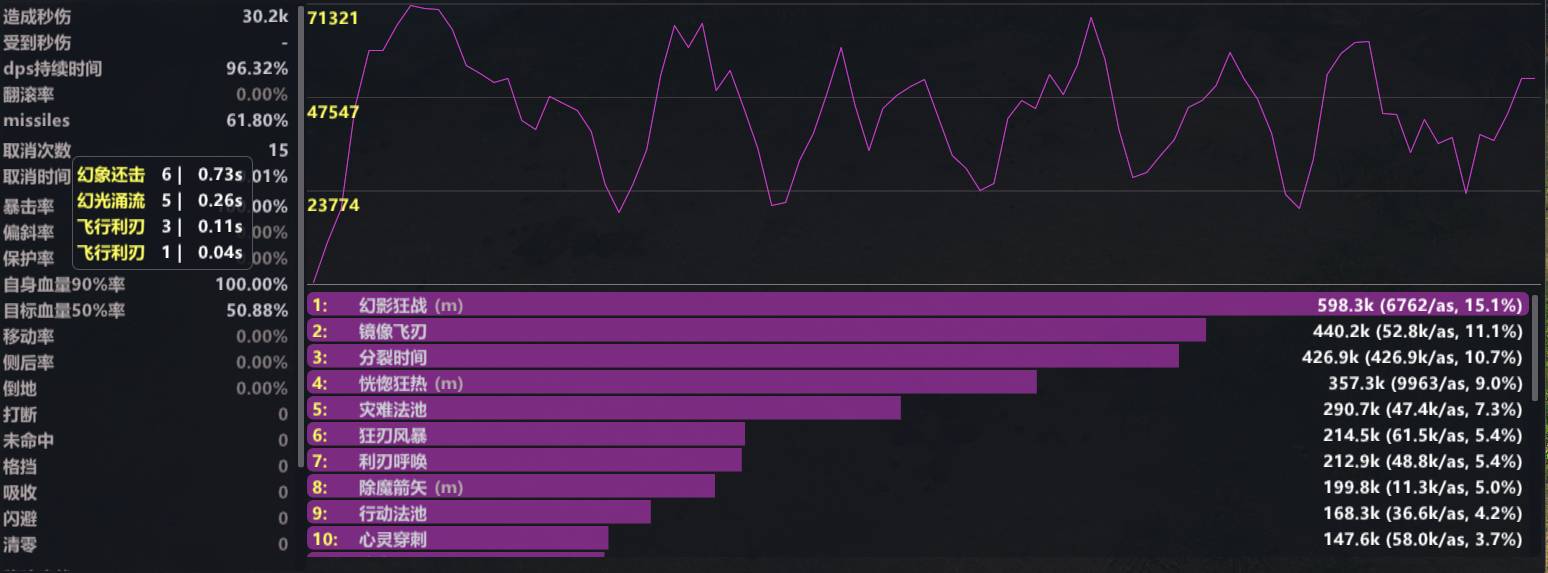 造成秒伤 30.2k
受到秒伤 -
dps持续时间 96.32%
翻滚率 0.00%
missiles 61.80%
取消次数 15
取消时间 01%
暴击率 00%
偏斜率 00%
保护率 00%
自身血量90%率 100.00%
目标血量50%率 50.88%
移动率 0.00%
侧后率 0.00%
倒地 0.00%
打断 0
未命中 0
格挡 0
吸收 0
闪避 0
清零 0
幻象还击 6 | 0.73s
幻光涌流 5 | 0.26s
飞行利刃 3 | 0.11s
飞行利刃 1 | 0.04s
71321
47547
23774
1: 幻影狂战 (m) 598.3k (6762/as, 15.1%)
2: 镜像飞刃 440.2k (52.8k/as, 11.1%)
3: 分裂时间 426.9k (426.9k/as, 10.7%)
4: 恍惚狂热 (m) 357.3k (9963/as, 9.0%)
5: 灾难法池 290.7k (47.4k/as, 7.3%)
6: 狂刃风暴 214.5k (61.5k/as, 5.4%)
7: 利刃呼唤 212.9k (48.8k/as, 5.4%)
8: 除魔箭矢 (m) 199.8k (11.3k/as, 5.0%)
9: 行动法池 168.3k (36.6k/as, 4.2%)
10: 心灵穿刺 147.6k (58.0k/as, 3.7%)